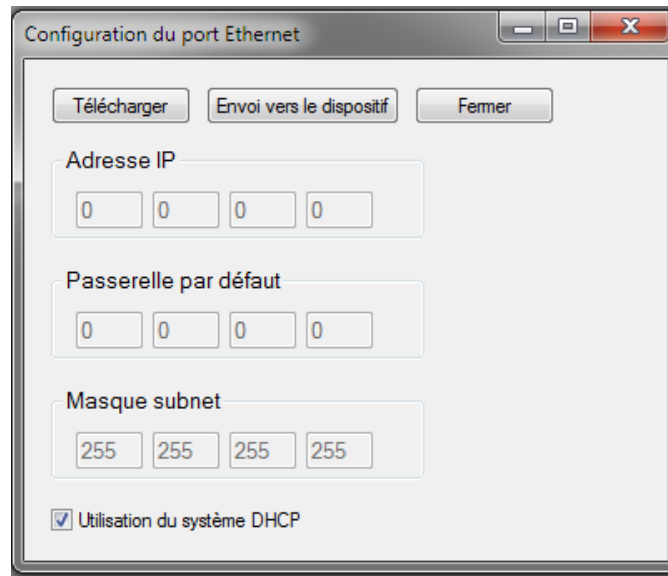 Configuration du port Ethernet
Télécharger Envoi vers le dispositif Fermer
Adresse IP
0 0 0 0
Passerelle par défaut
0 0 0 0
Masque subnet
255 255 255 255
Utilisation du système DHCP